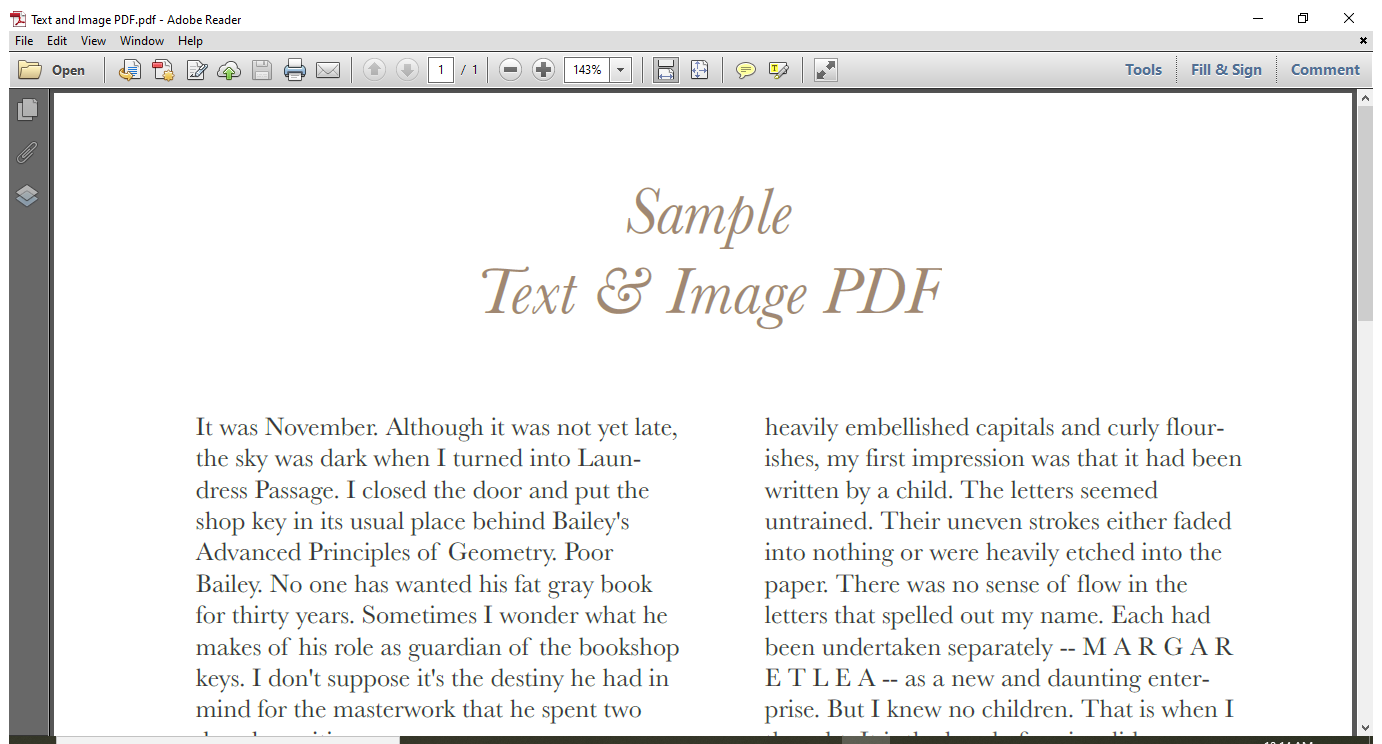 Text and Image PDF.pdf - Adobe Reader
File Edit View Window Help
Open 1 / 1 143% Tools Fill & Sign Comment
Sample
Text & Image PDF
It was November. Although it was not yet late,
the sky was dark when I turned into Laun-
dress Passage. I closed the door and put the
shop key in its usual place behind Bailey's
Advanced Principles of Geometry. Poor
Bailey. No one has wanted his fat gray book
for thirty years. Sometimes I wonder what he
makes of his role as guardian of the bookshop
keys. I don't suppose it's the destiny he had in
mind for the masterwork that he spent two
heavily embellished capitals and curly flour-
ishes, my first impression was that it had been
written by a child. The letters seemed
untrained. Their uneven strokes either faded
into nothing or were heavily etched into the
paper. There was no sense of flow in the
letters that spelled out my name. Each had
been undertaken separately -- M A R G A R
E T L E A -- as a new and daunting enter-
prise. But I knew no children. That is when I